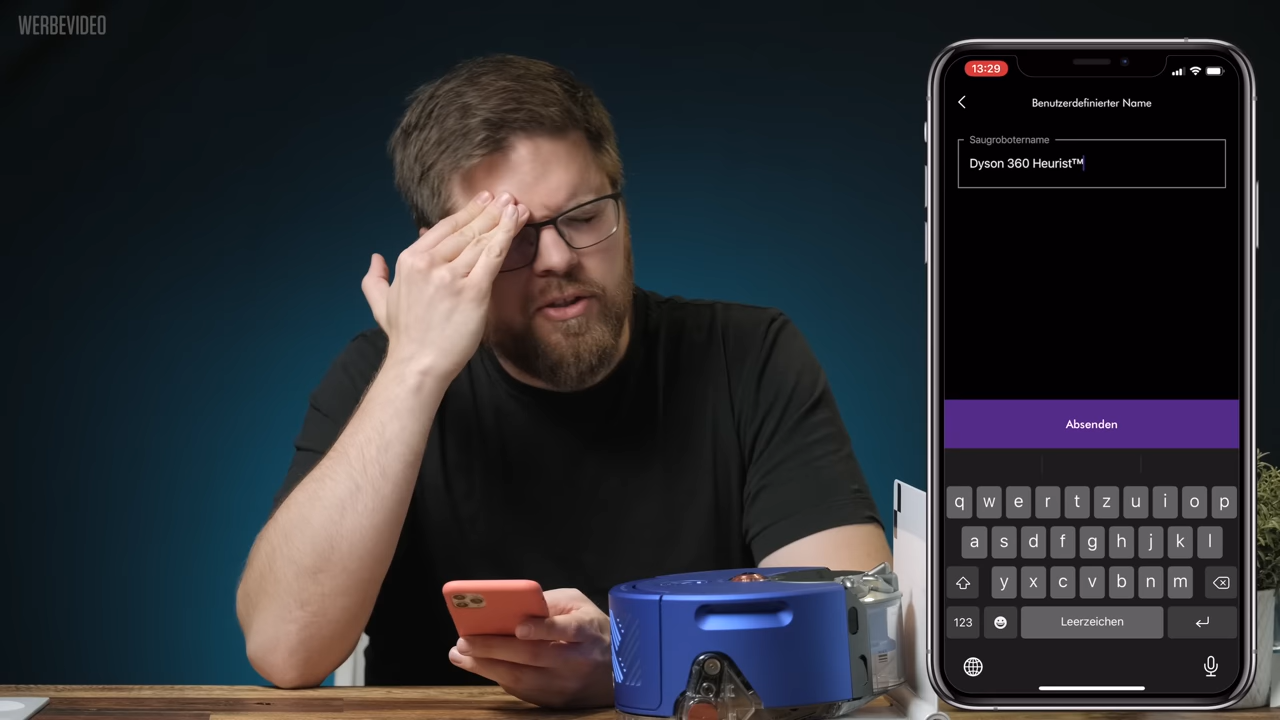 WERBEVIDEO
13:29
Benutzerdefinierter Name
Saugrobotername
Dyson 360 Heurist™
Absenden
q w e r t z u i o p
a s d f g h j k l
y x c v b n m
123 Leerzeichen